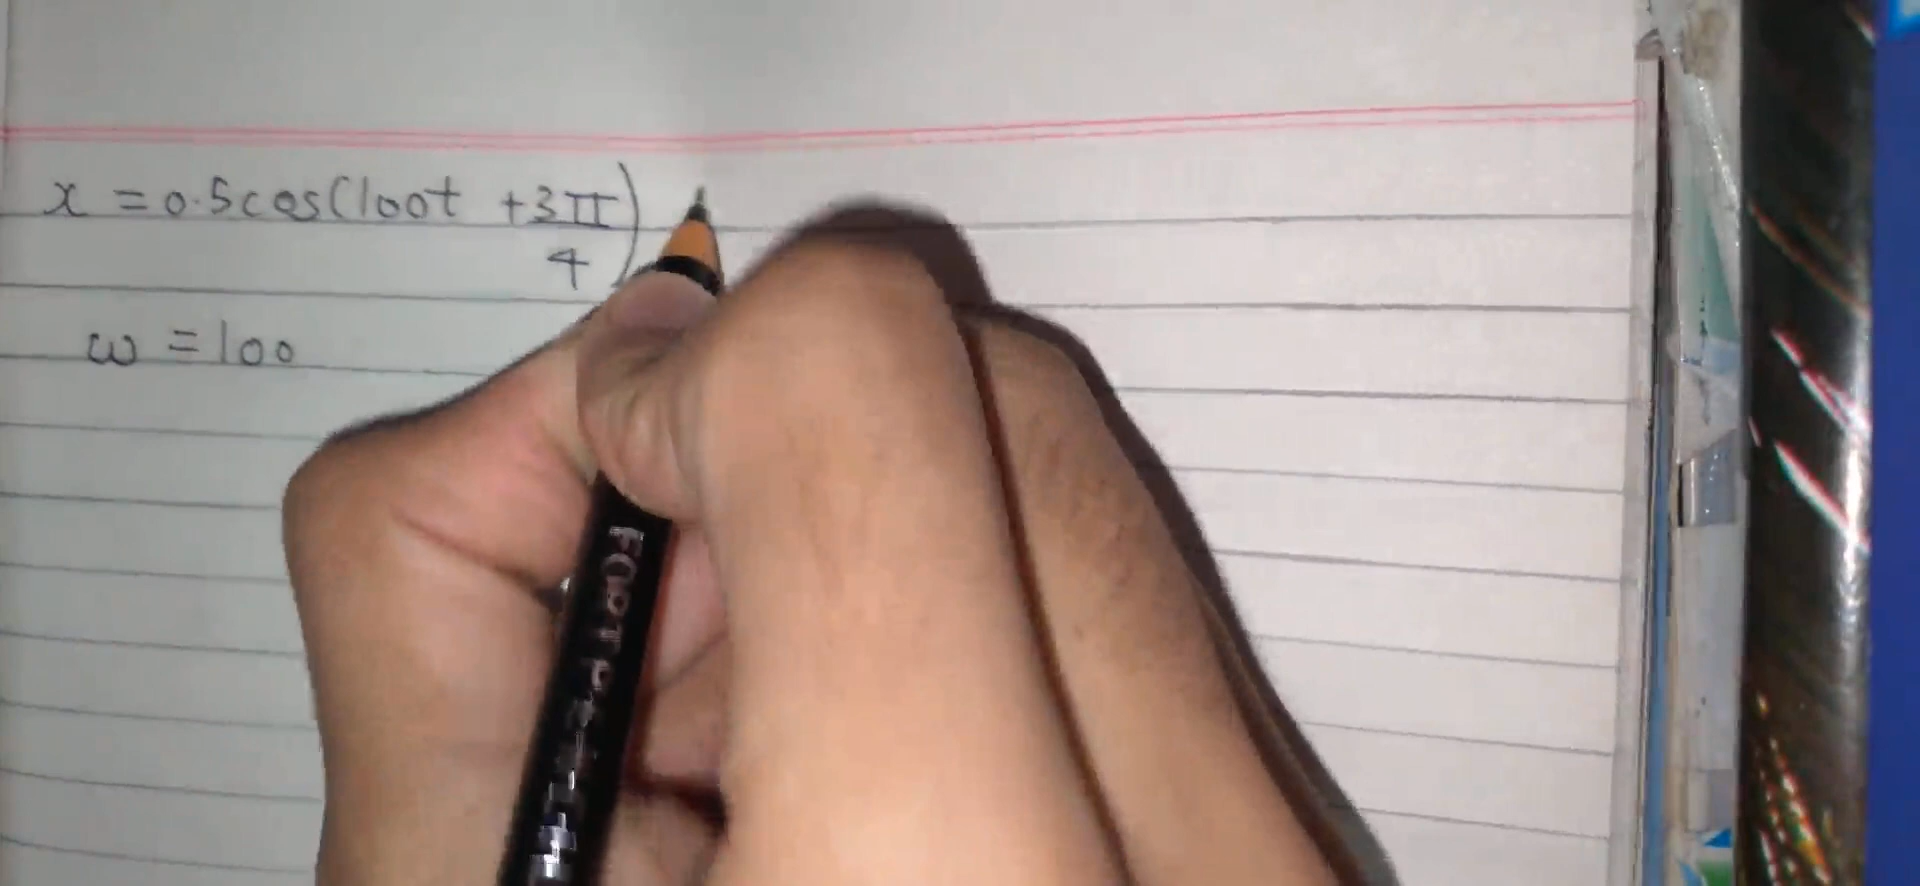 x = 0.5cos(100t + 3π/4)
ω = 100